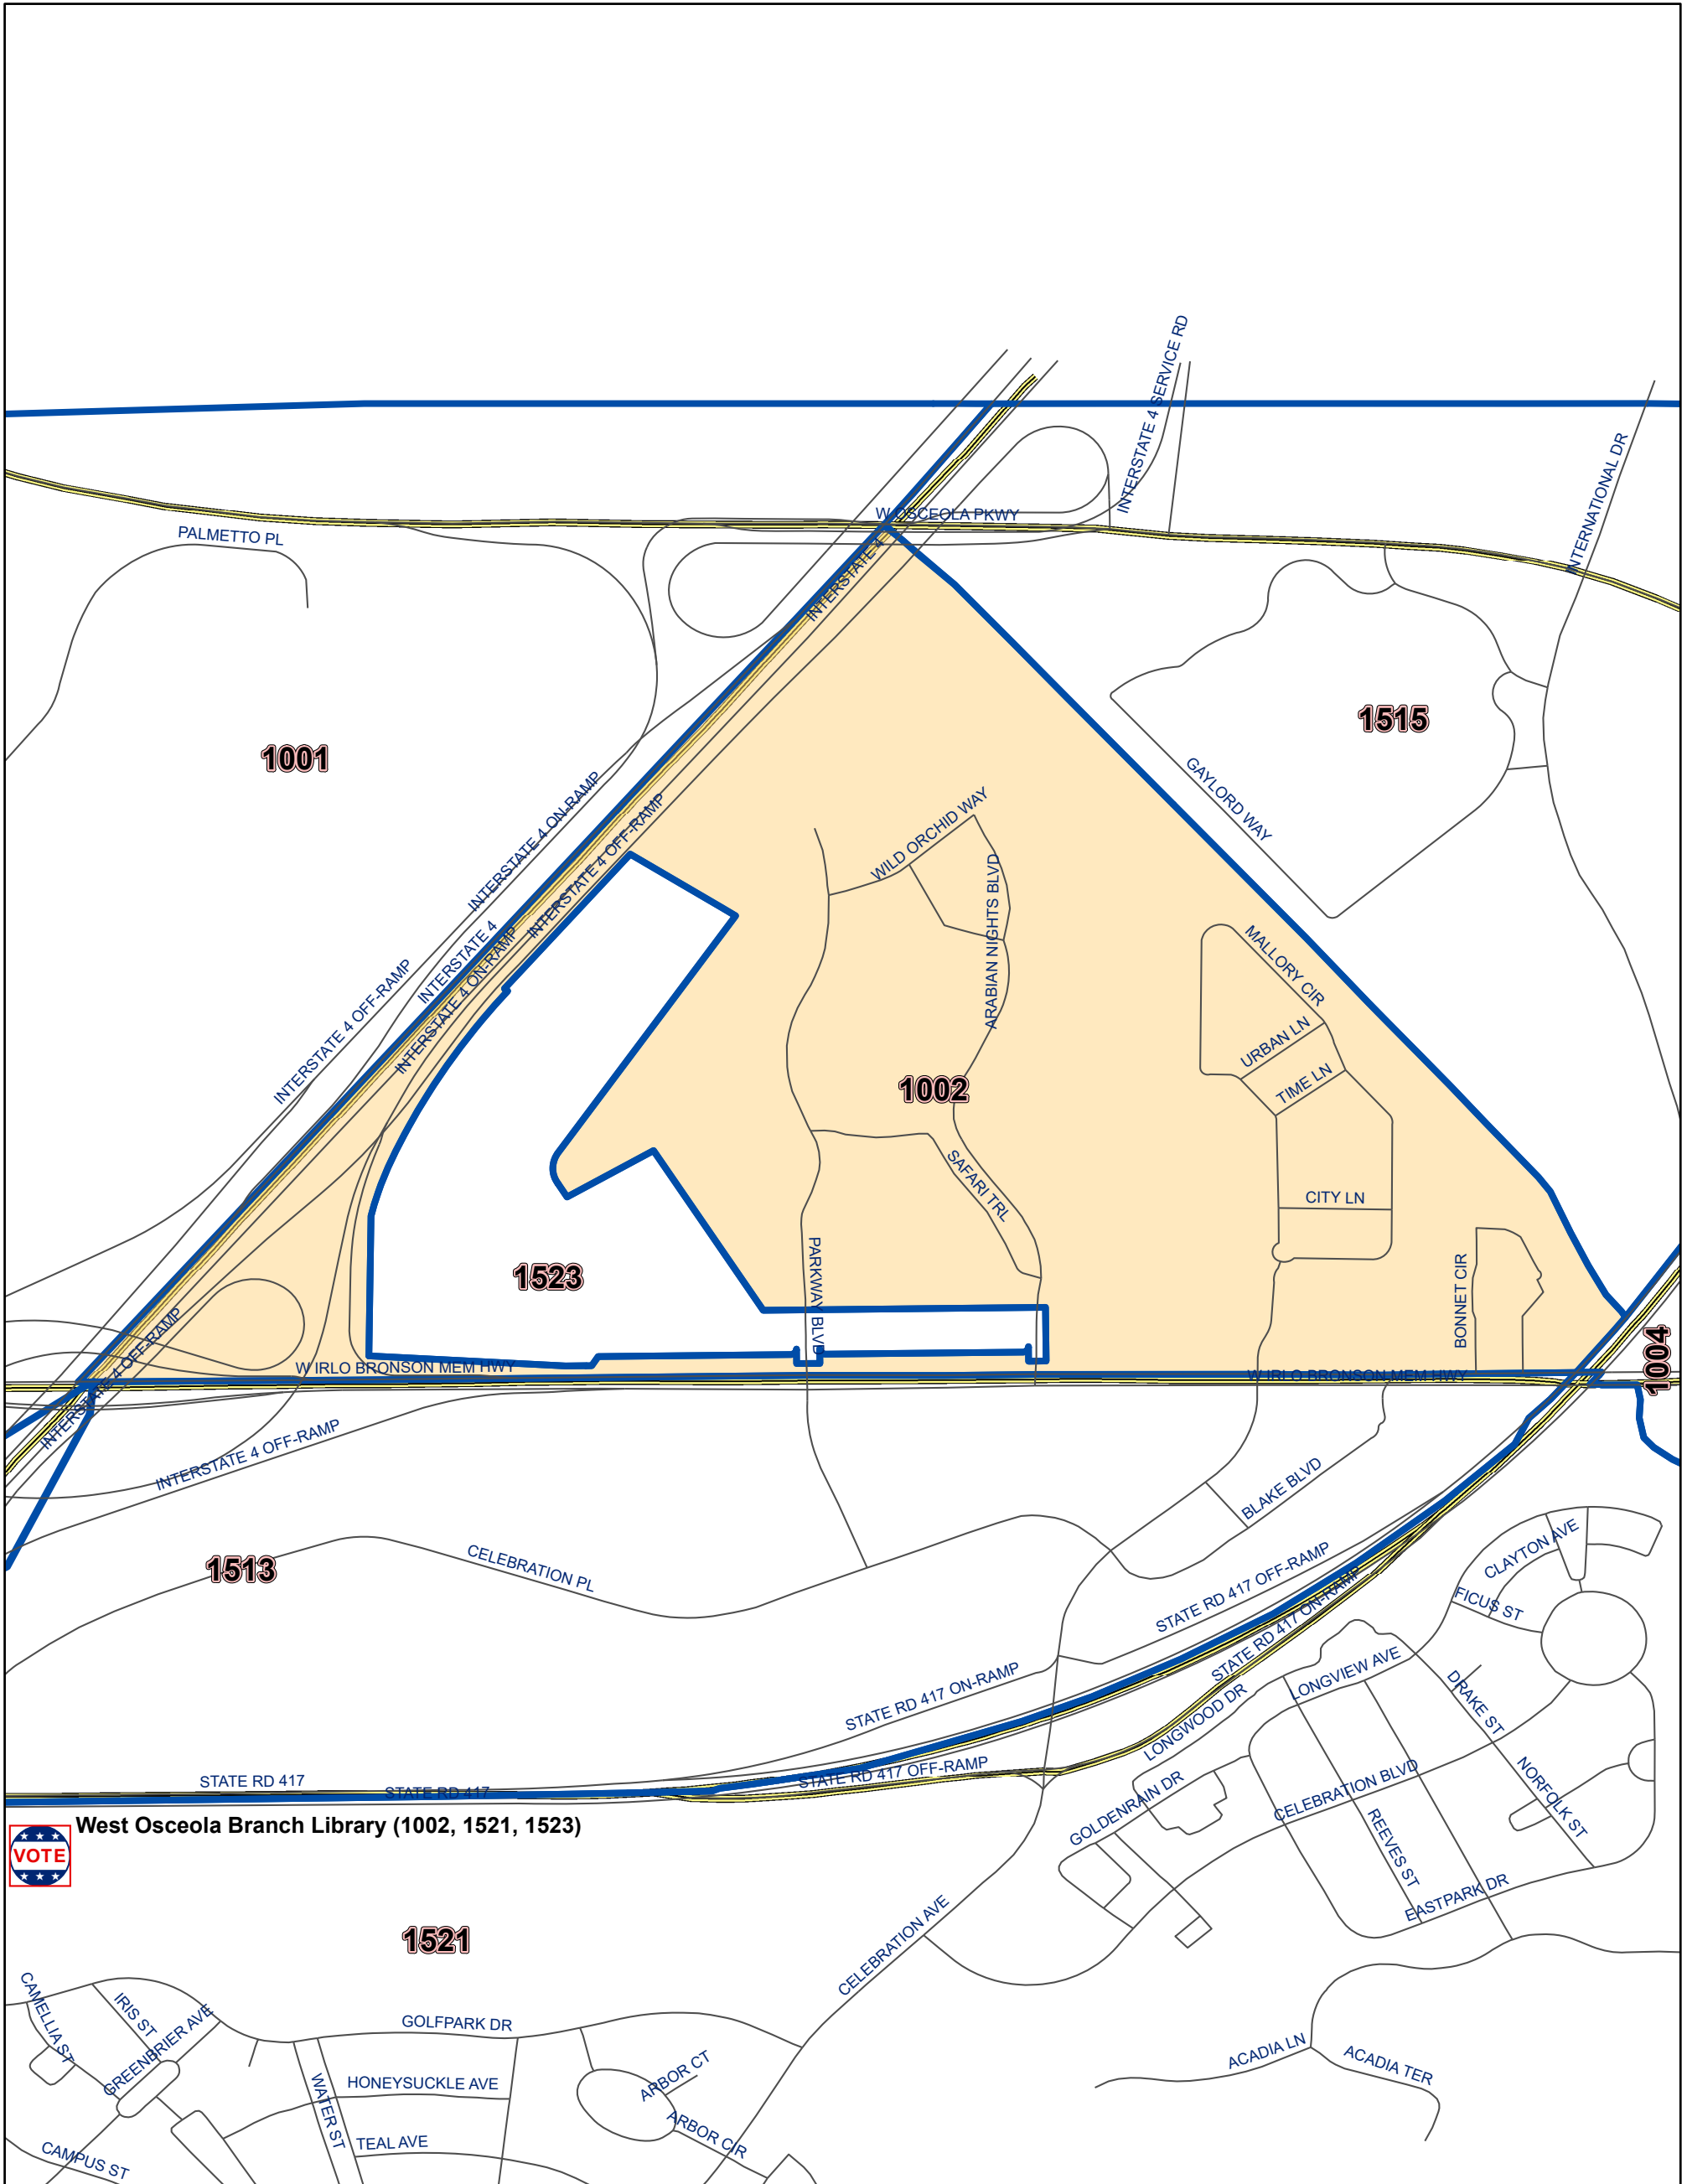 INTERSTATE 4 SERVICE RD
INTERNATIONAL DR
W OSCEOLA PKWY
PALMETTO PL
INTERSTATE 4
1515
1001
GAYLORD WAY
INTERSTATE 4 ON-RAMP
INTERSTATE 4 OFF-RAMP
WILD ORCHID WAY
ARABIAN NIGHTS BLVD
MALLORY CIR
INTERSTATE 4
INTERSTATE 4 ON-RAMP
INTERSTATE 4 OFF-RAMP
URBAN LN
TIME LN
1002
SAFARI TRL
CITY LN
PARKWAY BLVD
1523
BONNET CIR
1004
INTERSTATE 4 OFF-RAMP
W IRLO BRONSON MEM HWY
W IRLO BRONSON MEM HWY
INTERSTATE 4 OFF-RAMP
BLAKE BLVD
1513
CELEBRATION PL
CLAYTON AVE
FICUS ST
STATE RD 417 OFF-RAMP
STATE RD 417 ON-RAMP
LONGVIEW AVE
STATE RD 417 ON-RAMP
DRAKE ST
LONGWOOD DR
STATE RD 417
STATE RD 417
STATE RD 417 OFF-RAMP
GOLDENRAIN DR
CELEBRATION BLVD
NORFOLK ST
REEVES ST
West Osceola Branch Library (1002, 1521, 1523)
VOTE
EASTPARK DR
1521
CELEBRATION AVE
CAMELLIA ST
IRIS ST
GREENBRIER AVE
GOLFPARK DR
ACADIA LN
ACADIA TER
HONEYSUCKLE AVE
ARBOR CT
WATER ST
ARBOR CIR
TEAL AVE
CAMPUS ST